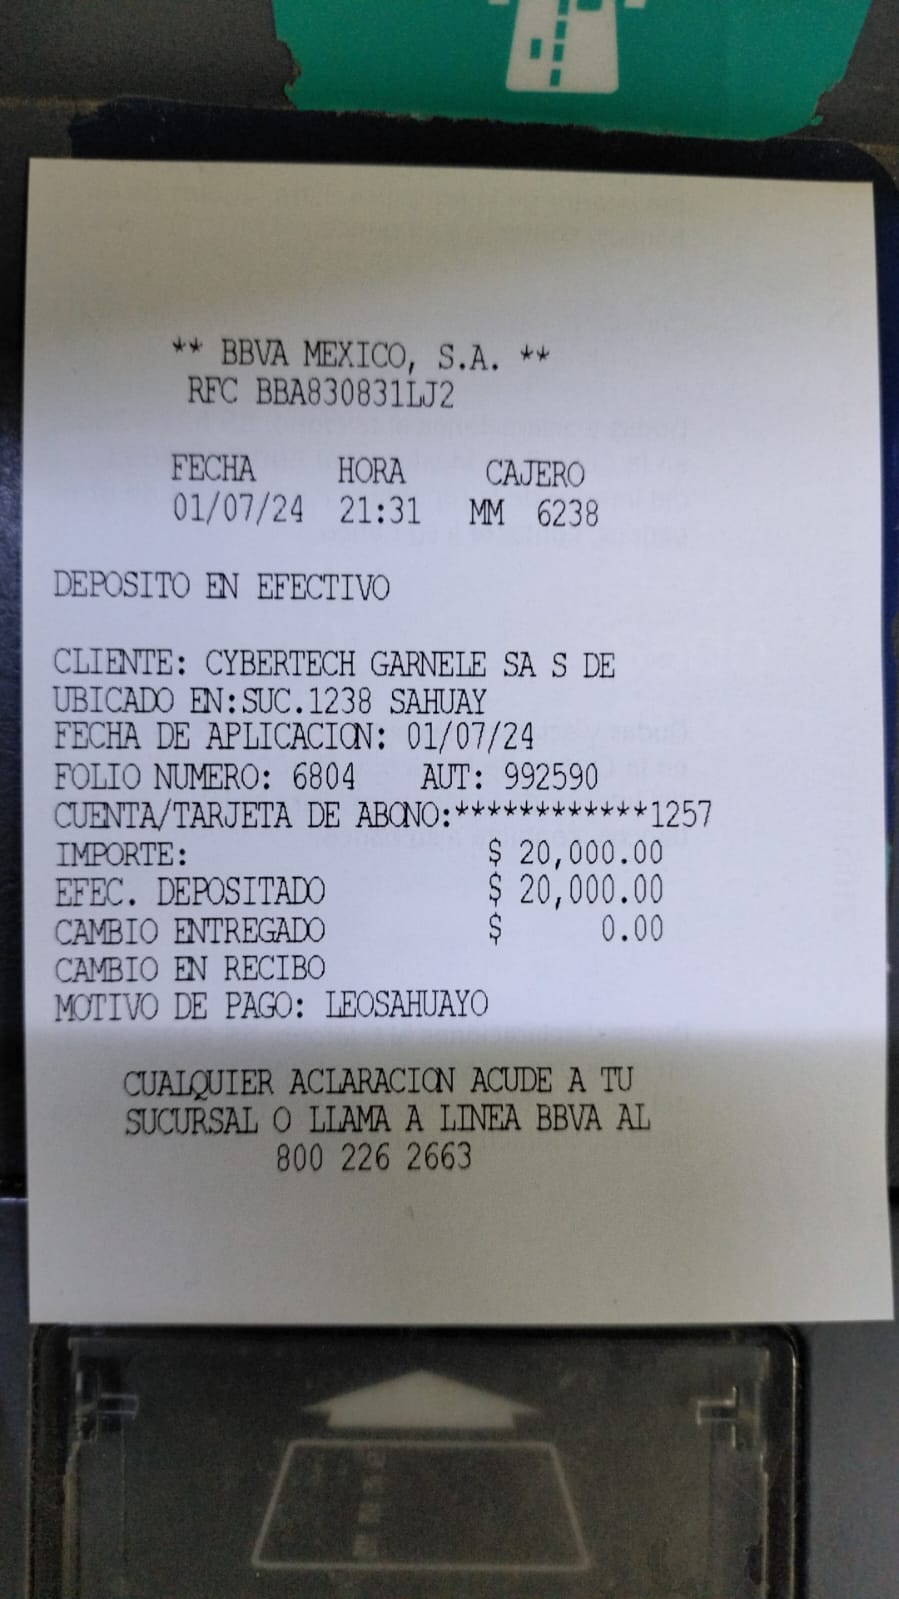 ** BBVA MEXICO, S.A. **
RFC BBA830831LJ2
FECHA HORA CAJERO
01/07/24 21:31 MM 6238
DEPOSITO EN EFECTIVO
CLIENTE: CYBERTECH GARNELE SA S DE
UBICADO EN:SUC.1238 SAHUAY
FECHA DE APLICACION: 01/07/24
FOLIO NUMERO: 6804 AUT: 992590
CUENTA/TARJETA DE ABONO:************1257
IMPORTE: $ 20,000.00
EFEC. DEPOSITADO $ 20,000.00
CAMBIO ENTREGADO $ 0.00
CAMBIO EN RECIBO
MOTIVO DE PAGO: LEOSAHUAYO
CUALQUIER ACLARACION ACUDE A TU
SUCURSAL O LLAMA A LINEA BBVA AL
800 226 2663